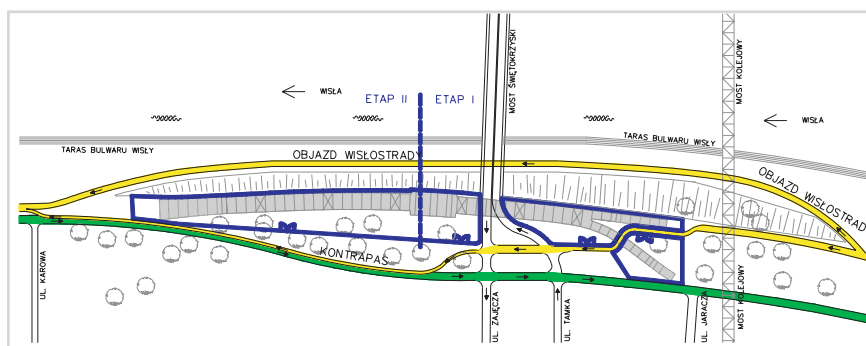 WISŁA
ETAP II
ETAP I
MOST ŚWIĘTOKRZYSKI
MOST KOLEJOWY
WISŁA
TARAS BULWARU WISŁY
TARAS BULWARU WISŁY
OBJAZD WISŁOSTRADY
OBJAZD WISŁOSTRAD
KONTRAPAS
UL. KAROWA
UL. ZAJĘCZA
UL. TAMKA
UL. JARACZA
MOST KOLEJOWY